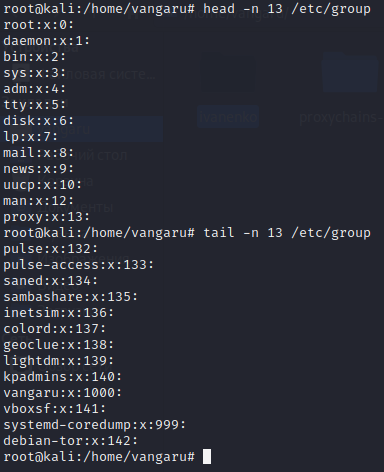 root@kali:/home/vangaru# head -n 13 /etc/group
root:x:0:
daemon:x:1:
bin:x:2:
sys:x:3:
adm:x:4:
tty:x:5:
disk:x:6:
lp:x:7:
mail:x:8:
news:x:9:
uucp:x:10:
man:x:12:
proxy:x:13:
root@kali:/home/vangaru# tail -n 13 /etc/group
pulse:x:132:
pulse-access:x:133:
saned:x:134:
sambashare:x:135:
inetsim:x:136:
colord:x:137:
geoclue:x:138:
lightdm:x:139:
kpadmins:x:140:
vangaru:x:1000:
vboxsf:x:141:
systemd-coredump:x:999:
debian-tor:x:142:
root@kali:/home/vangaru#